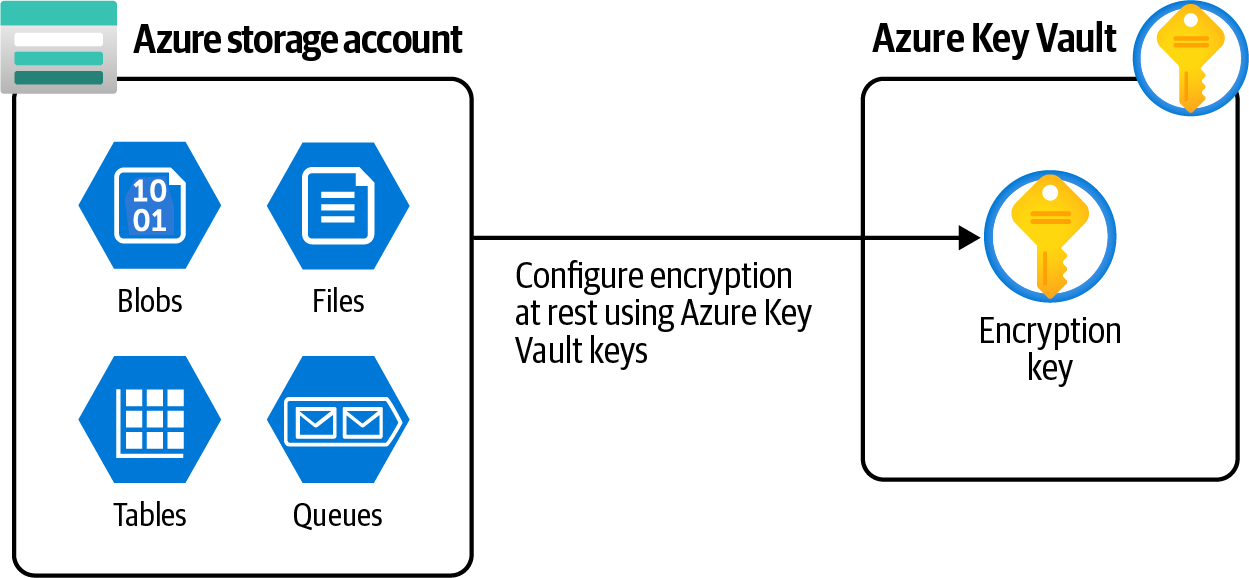 Azure storage account
Azure Key Vault
10
01
Blobs
Files
Configure encryption
at rest using Azure Key
Vault keys
Encryption
key
Tables
Queues